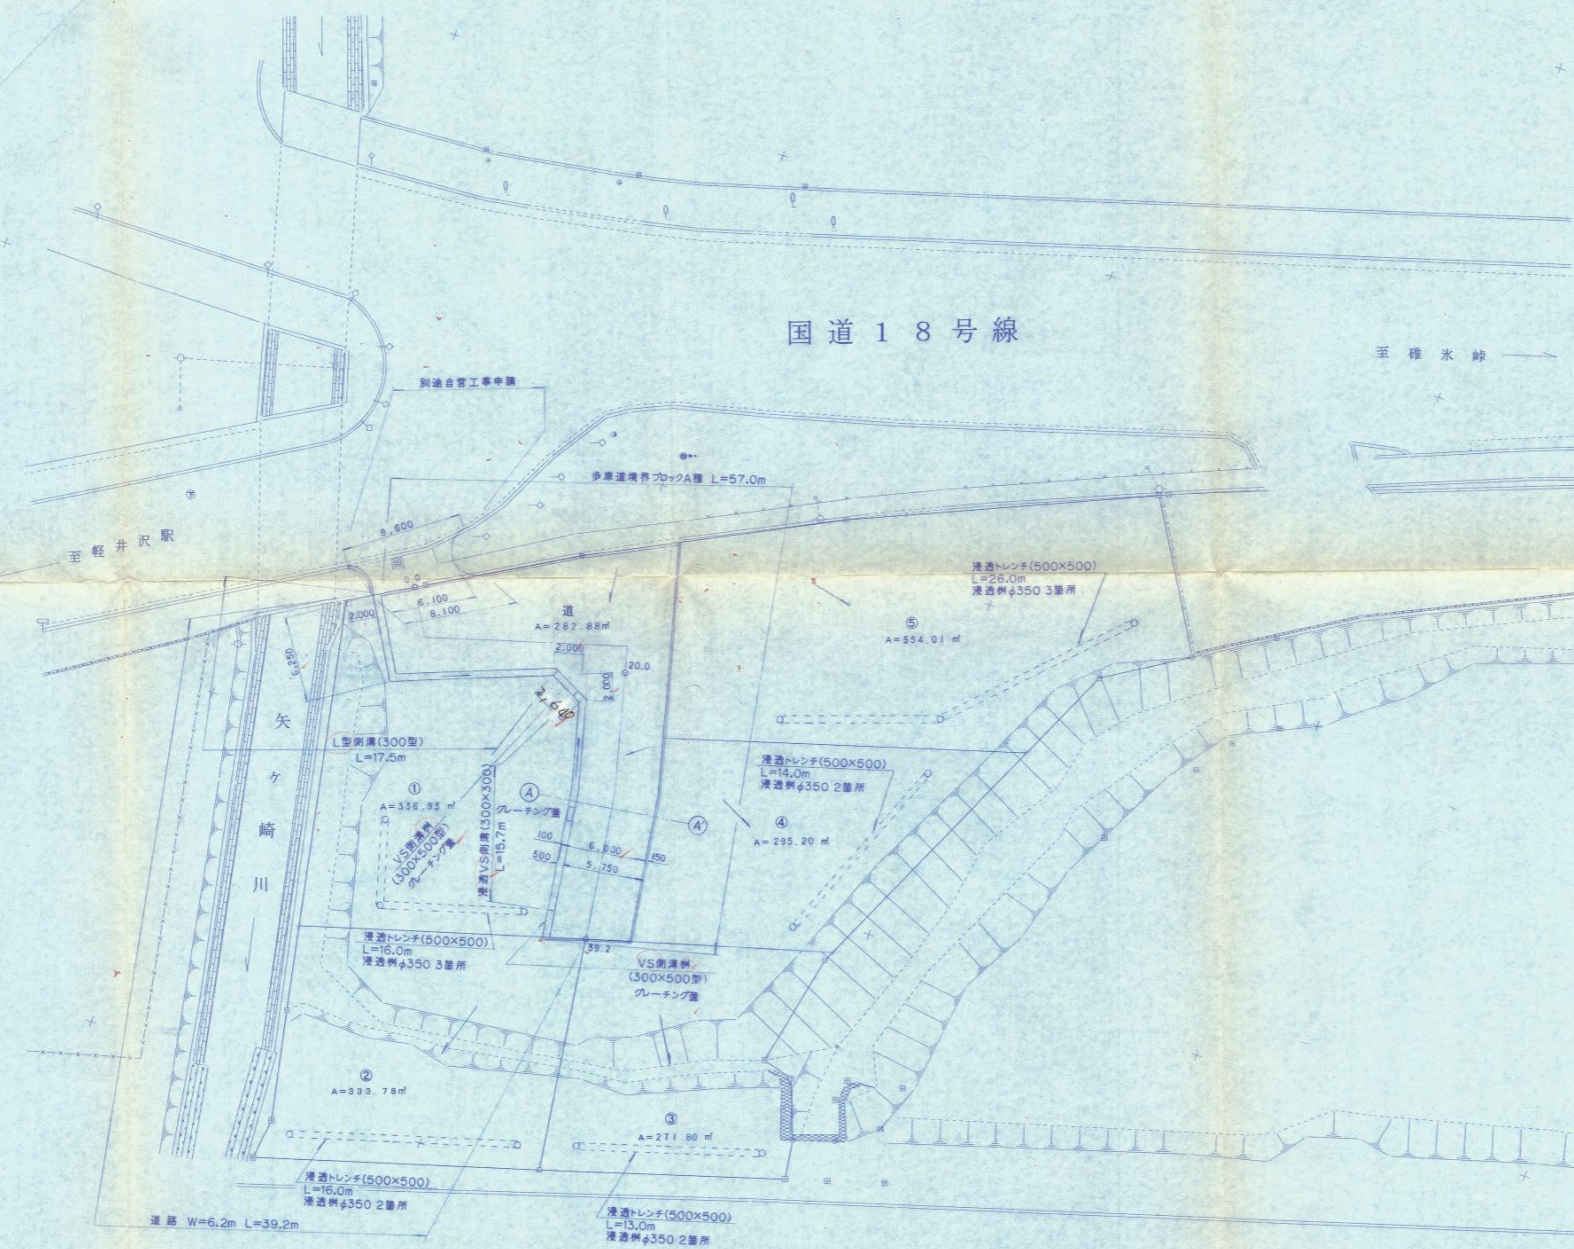 国道18号線
至碓氷峠
別途自営工事申請
歩車道境界ブロックA種 L=57.0m
至軽井沢駅
8,600
6,100
8,100
2,000
6,250
道
A=282.88㎡
2,000
2,000
20.0
浸透トレンチ(500×500)
L=26.0m
浸透桝φ350 3箇所
⑤
A=554.01 ㎡
矢ヶ崎川
L型側溝(300型)
L=17.5m
①
A=336.93 ㎡
VS側溝桝
(300×500型)
グレーチング蓋
浸透VS側溝(300×300)
L=15.7m
Ⓐ
グレーチング蓋
A'
100
500
6,000
5,750
150
浸透トレンチ(500×500)
L=14.0m
浸透桝φ350 2箇所
④
A=295.20 ㎡
浸透トレンチ(500×500)
L=16.0m
浸透桝φ350 3箇所
39.2
VS側溝桝
(300×500型)
グレーチング蓋
②
A=333.78㎡
③
A=271.80 ㎡
浸透トレンチ(500×500)
L=16.0m
浸透桝φ350 2箇所
浸透トレンチ(500×500)
L=13.0m
浸透桝φ350 2箇所
道路 W=6.2m L=39.2m